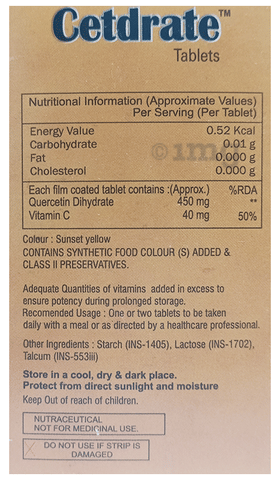 Cetdrate™
Tablets
Nutritional Information (Approximate Values)
Per Serving (Per Tablet)
Energy Value 0.52 Kcal
Carbohydrate 0.01 g
Fat 0.000 g
Cholesterol 0.000 g
Each film coated tablet contains :(Approx.) %RDA
Quercetin Dihydrate 450 mg **
Vitamin C 40 mg 50%
Colour : Sunset yellow
CONTAINS SYNTHETIC FOOD COLOUR (S) ADDED &
CLASS II PRESERVATIVES.
Adequate Quantities of vitamins added in excess to
ensure potency during prolonged storage.
Recomended Usage : One or two tablets to be taken
daily with a meal or as directed by a healthcare professional.
Other Ingredients : Starch (INS-1405), Lactose (INS-1702),
Talcum (INS-553iii)
Store in a cool, dry & dark place.
Protect from direct sunlight and moisture
Keep Out of reach of children.
NUTRACEUTICAL
NOT FOR MEDICINAL USE.
DO NOT USE IF STRIP IS
DAMAGED